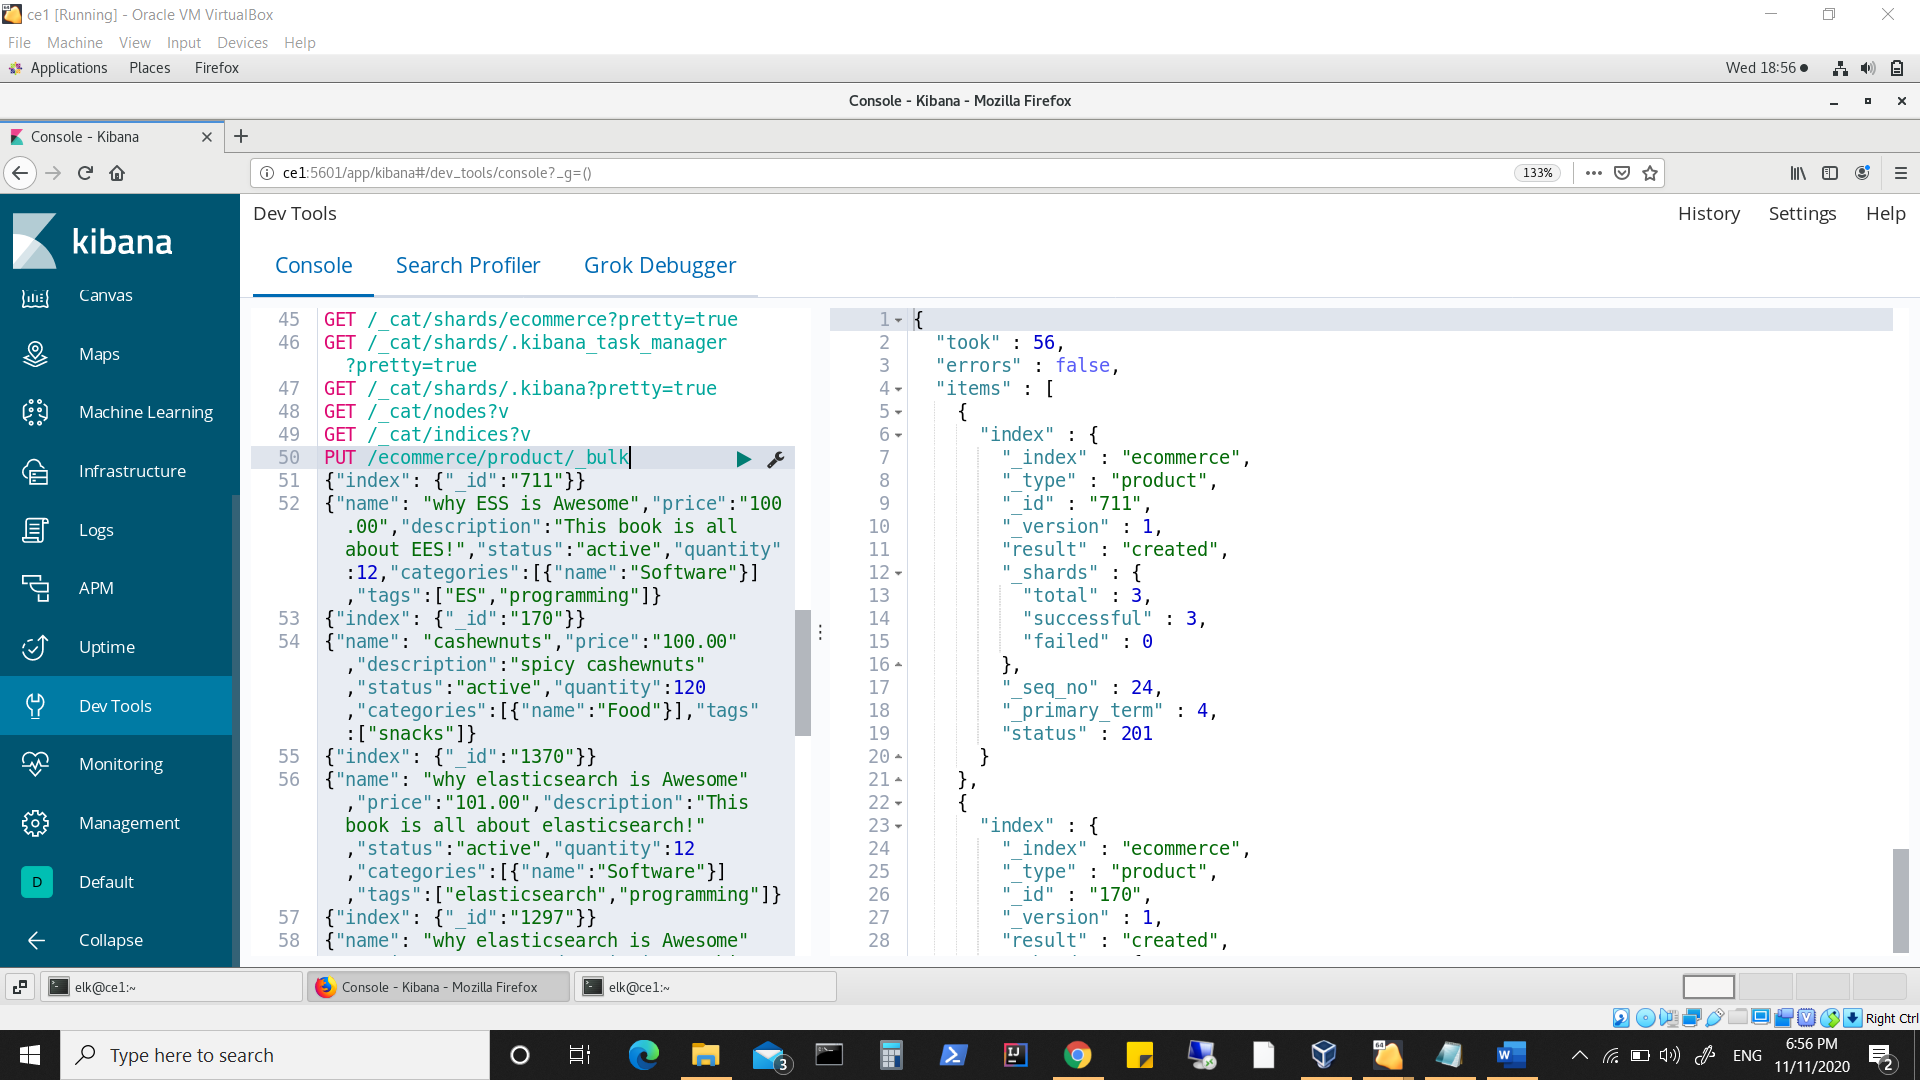 ce1 [Running] - Oracle VM VirtualBox
File Machine View Input Devices Help
Applications Places Firefox
Wed 18:56
Console - Kibana - Mozilla Firefox
Console - Kibana
ce1:5601/app/kibana#/dev_tools/console?_g=()
133%
kibana
Canvas
Maps
Machine Learning
Infrastructure
Logs
APM
Uptime
Dev Tools
Monitoring
Management
D Default
Collapse
Dev Tools
History Settings Help
Console Search Profiler Grok Debugger
45 GET /_cat/shards/ecommerce?pretty=true
46 GET /_cat/shards/.kibana_task_manager
?pretty=true
47 GET /_cat/shards/.kibana?pretty=true
48 GET /_cat/nodes?v
49 GET /_cat/indices?v
50 PUT /ecommerce/product/_bulk
51 {"index": {"_id":"711"}}
52 {"name": "why ESS is Awesome","price":"100
.00","description":"This book is all
about EES!","status":"active","quantity"
:12,"categories":[{"name":"Software"}]
,"tags":["ES","programming"]}
53 {"index": {"_id":"170"}}
54 {"name": "cashewnuts","price":"100.00"
,"description":"spicy cashewnuts"
,"status":"active","quantity":120
,"categories":[{"name":"Food"}],"tags"
:["snacks"]}
55 {"index": {"_id":"1370"}}
56 {"name": "why elasticsearch is Awesome"
,"price":"101.00","description":"This
book is all about elasticsearch!"
,"status":"active","quantity":12
,"categories":[{"name":"Software"}]
,"tags":["elasticsearch","programming"]}
57 {"index": {"_id":"1297"}}
58 {"name": "why elasticsearch is Awesome"
1 {
2 "took" : 56,
3 "errors" : false,
4 "items" : [
5 {
6 "index" : {
7 "_index" : "ecommerce",
8 "_type" : "product",
9 "_id" : "711",
10 "_version" : 1,
11 "result" : "created",
12 "_shards" : {
13 "total" : 3,
14 "successful" : 3,
15 "failed" : 0
16 },
17 "_seq_no" : 24,
18 "_primary_term" : 4,
19 "status" : 201
20 }
21 },
22 {
23 "index" : {
24 "_index" : "ecommerce",
25 "_type" : "product",
26 "_id" : "170",
27 "_version" : 1,
28 "result" : "created",
elk@ce1:~
Console - Kibana - Mozilla Firefox
elk@ce1:~
Right Ctrl
Type here to search
3
ENG
6:56 PM
11/11/2020
2